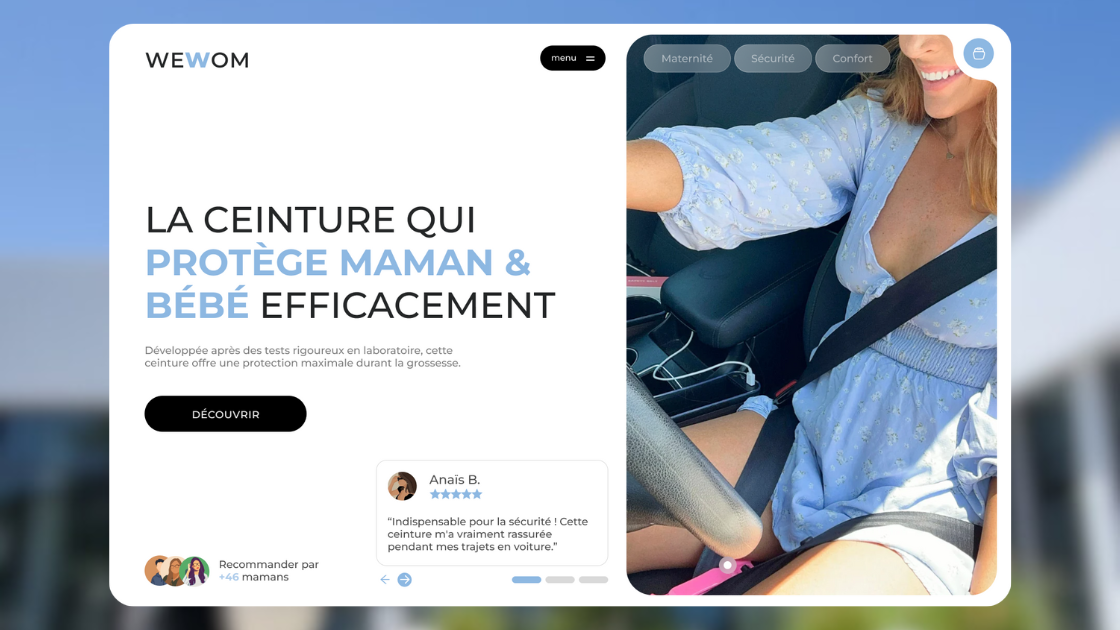 WEWOM
menu
Maternité
Sécurité
Confort
LA CEINTURE QUI
PROTÈGE MAMAN &
BÉBÉ EFFICACEMENT
Développée après des tests rigoureux en laboratoire, cette
ceinture offre une protection maximale durant la grossesse.
DÉCOUVRIR
Anaïs B.
“Indispensable pour la sécurité ! Cette
ceinture m'a vraiment rassurée
pendant mes trajets en voiture.”
Recommander par
+46 mamans